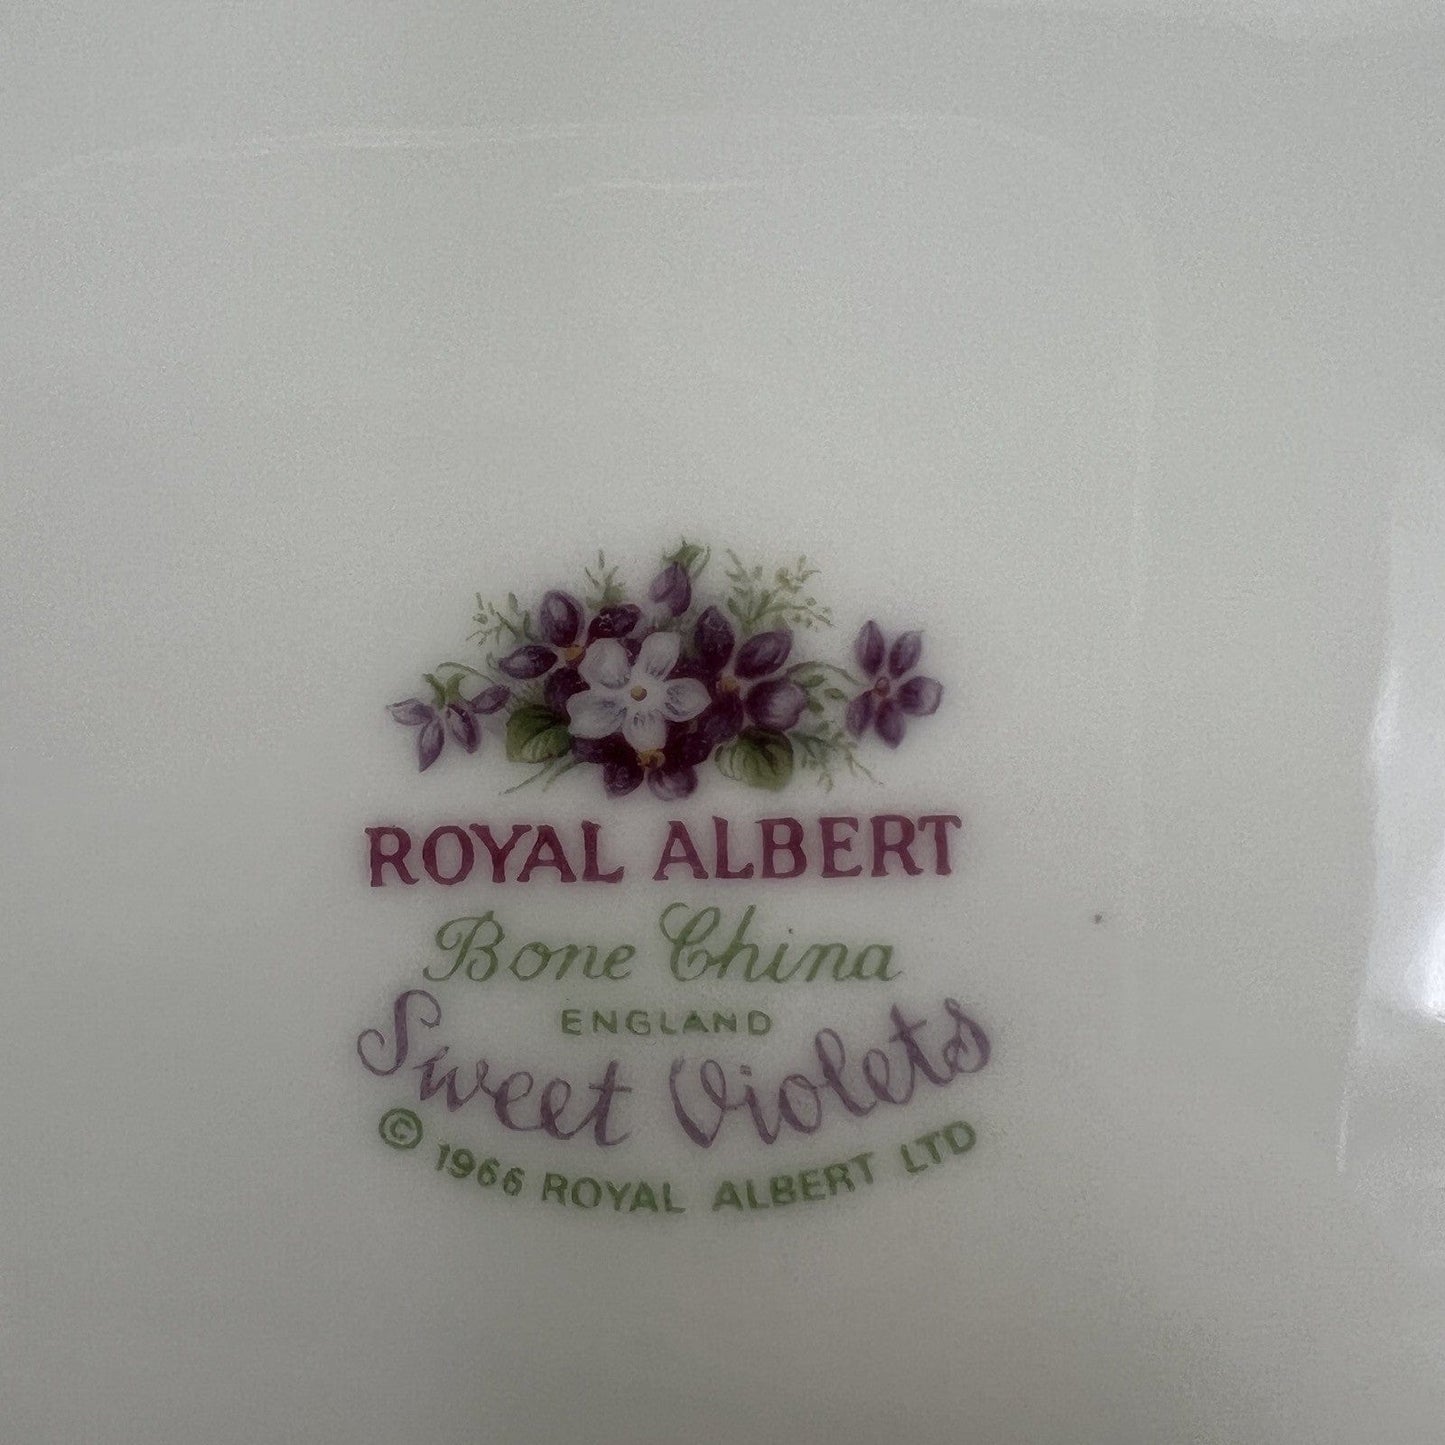 ROYAL ALBERT
Bone China
ENGLAND
Sweet Violets
© 1966 ROYAL ALBERT LTD